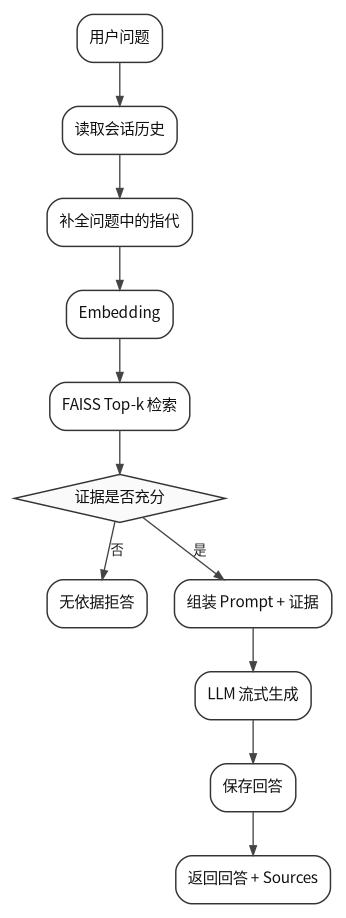 用户问题
读取会话历史
补全问题中的指代
Embedding
FAISS Top-k 检索
证据是否充分
否
是
无依据拒答
组装 Prompt + 证据
LLM 流式生成
保存回答
返回回答 + Sources